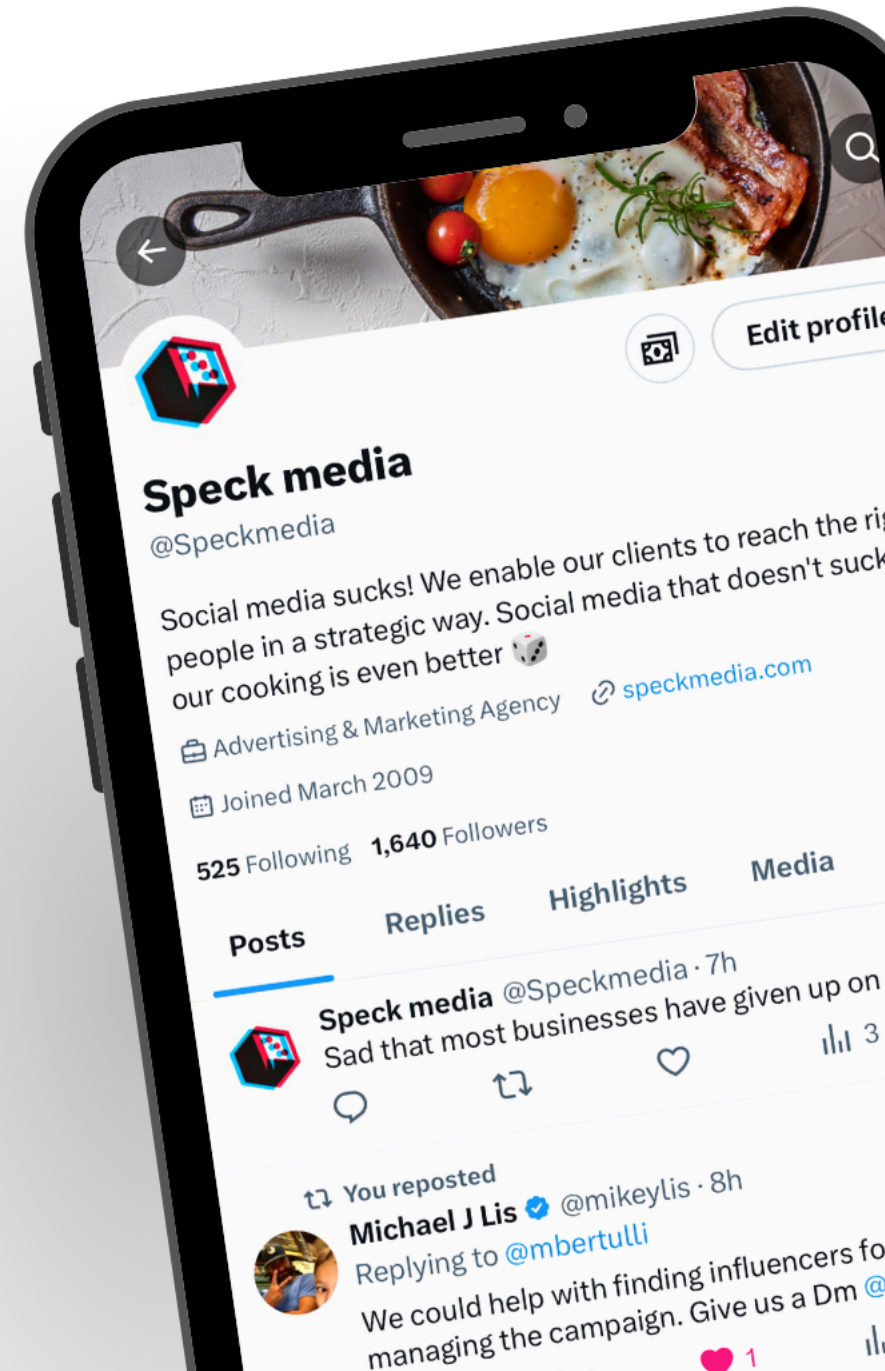 Edit profile
Speck media
@Speckmedia
Social media sucks! We enable our clients to reach the
people in a strategic way. Social media that doesn't suck
our cooking is even better 🎲
Advertising & Marketing Agency speckmedia.com
Joined March 2009
525 Following 1,640 Followers
Posts Replies Highlights Media
Speck media @Speckmedia · 7h
Sad that most businesses have given up on
3
You reposted
Michael J Lis @mikeylis · 8h
Replying to @mbertulli
We could help with finding influencers
managing the campaign. Give us a Dm @
1